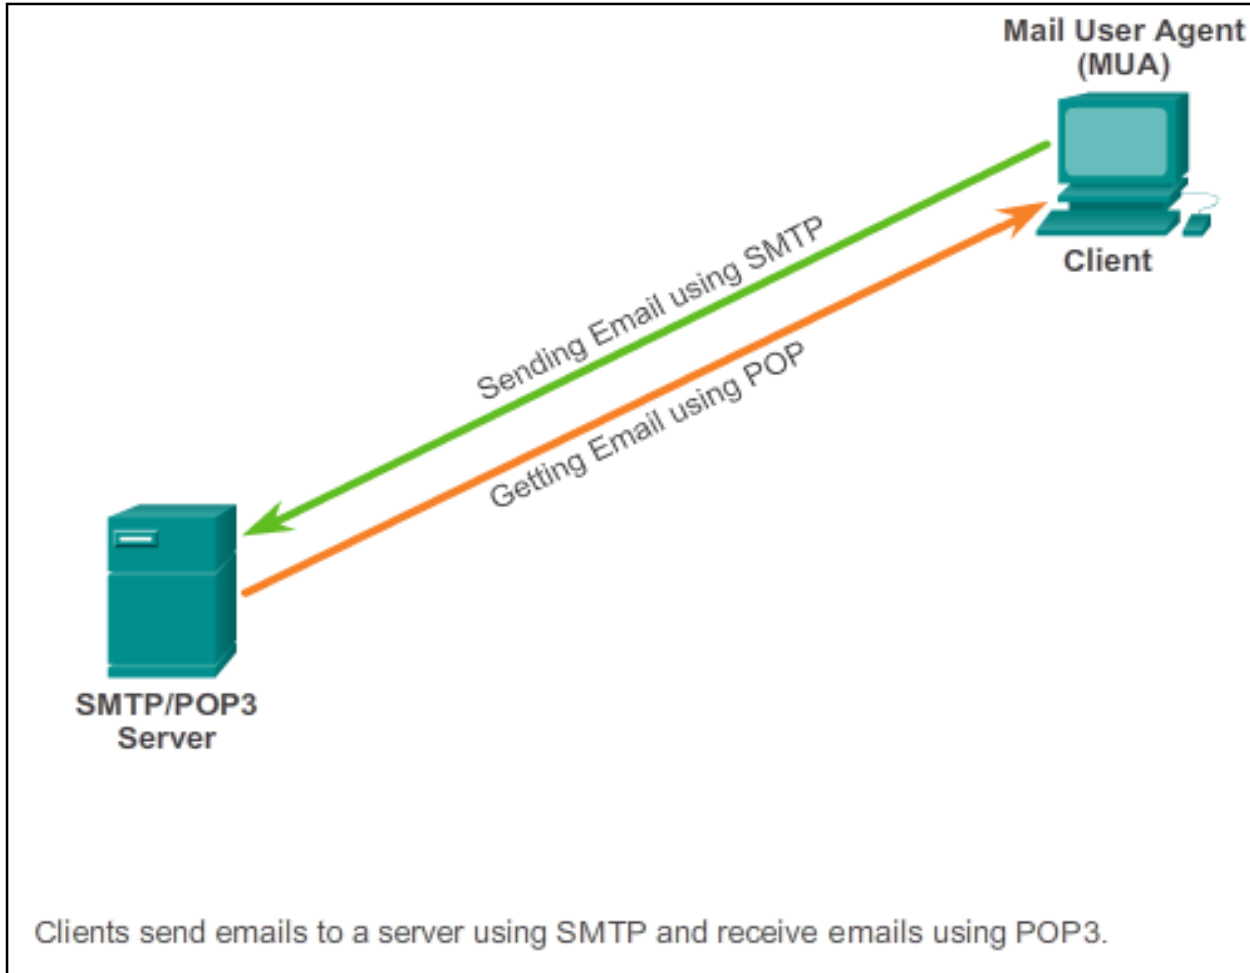 Mail User Agent
(MUA)
Client
Sending Email using SMTP
Getting Email using POP
SMTP/POP3
Server
Clients send emails to a server using SMTP and receive emails using POP3.